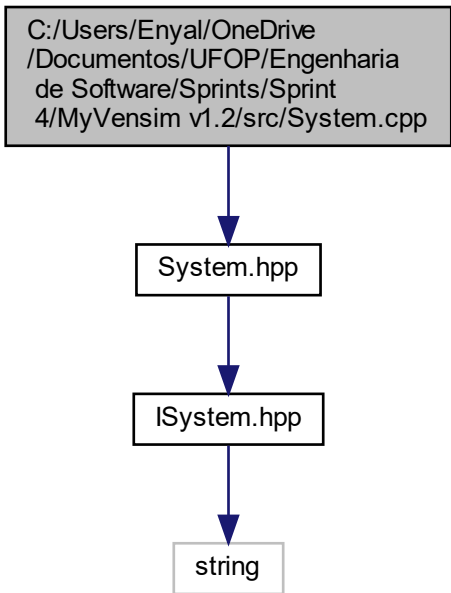 C:/Users/Enyal/OneDrive
/Documentos/UFOP/Engenharia
de Software/Sprints/Sprint
4/MyVensim v1.2/src/System.cpp
System.hpp
ISystem.hpp
string